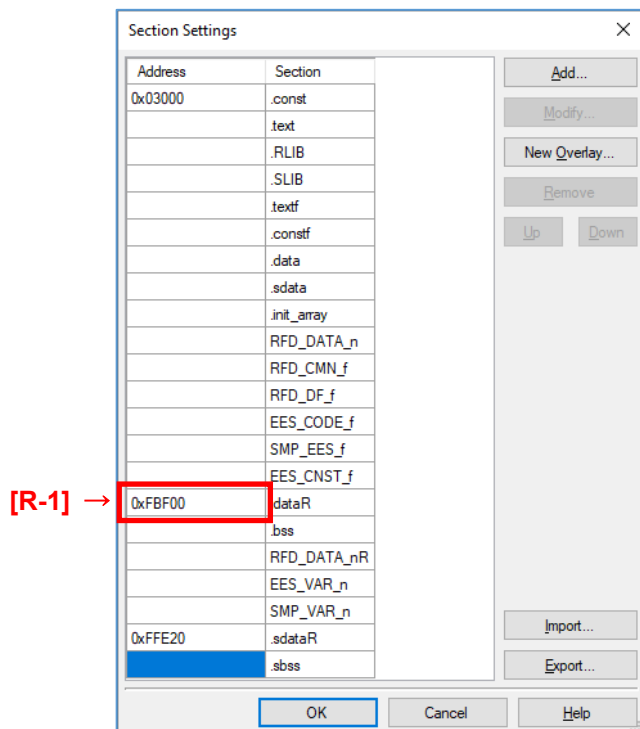 Section Settings
Address Section
Add...
0x03000 .const
Modify...
.text
.RLIB
New Overlay...
.SLIB
Remove
.textf
.constf
Up Down
.data
.sdata
.init_array
RFD_DATA_n
RFD_CMN_f
RFD_DF_f
EES_CODE_f
SMP_EES_f
EES_CNST_f
[R-1] → 0xFBF00 .dataR
.bss
RFD_DATA_nR
EES_VAR_n
SMP_VAR_n
Import...
0xFFE20 .sdataR
.sbss
Export...
OK Cancel Help